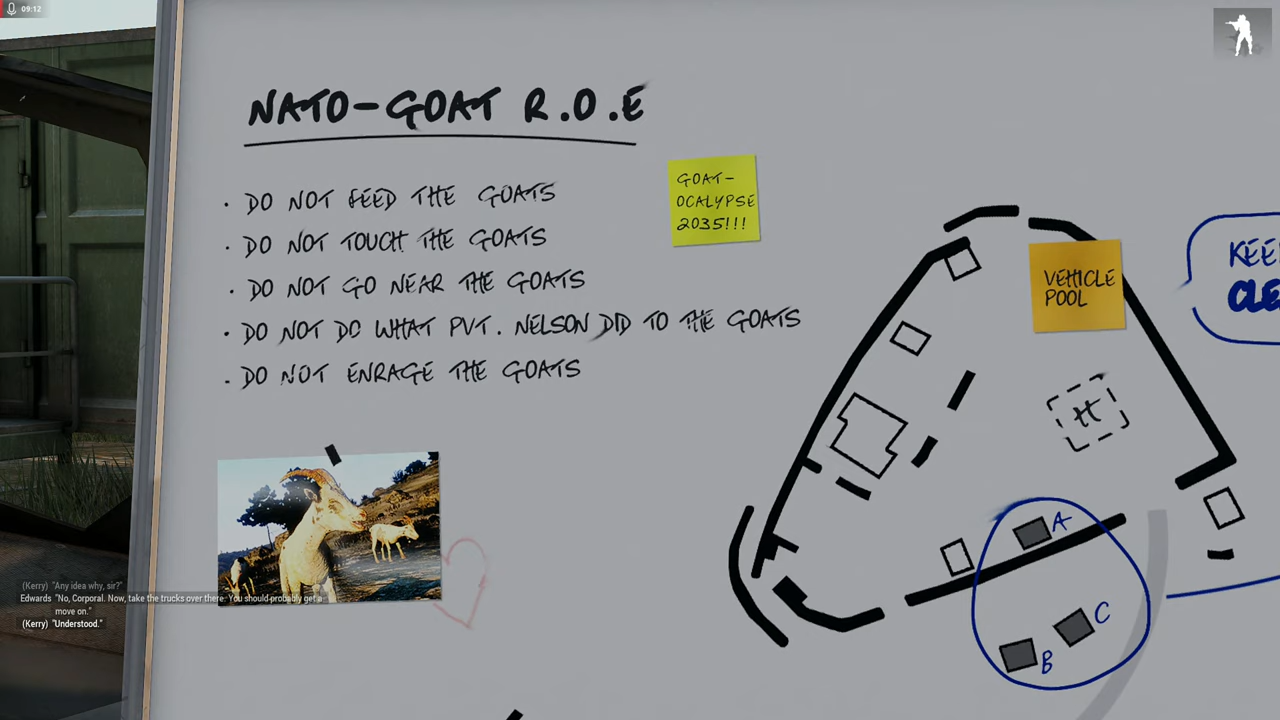 09:12
NATO-GOAT R.O.E
· DO NOT FEED THE GOATS
· DO NOT TOUCH THE GOATS
· DO NOT GO NEAR THE GOATS
· DO NOT DO WHAT PVT. NELSON DID TO THE GOATS
· DO NOT ENRAGE THE GOATS
GOAT-
OCALYPSE
2035!!!
VEHICLE
POOL
KEE
CLE
H
A
C
B
(Kerry) "Any idea why, sir?"
Edwards "No, Corporal. Now, take the trucks over there. You should probably get a
move on."
(Kerry) "Understood."